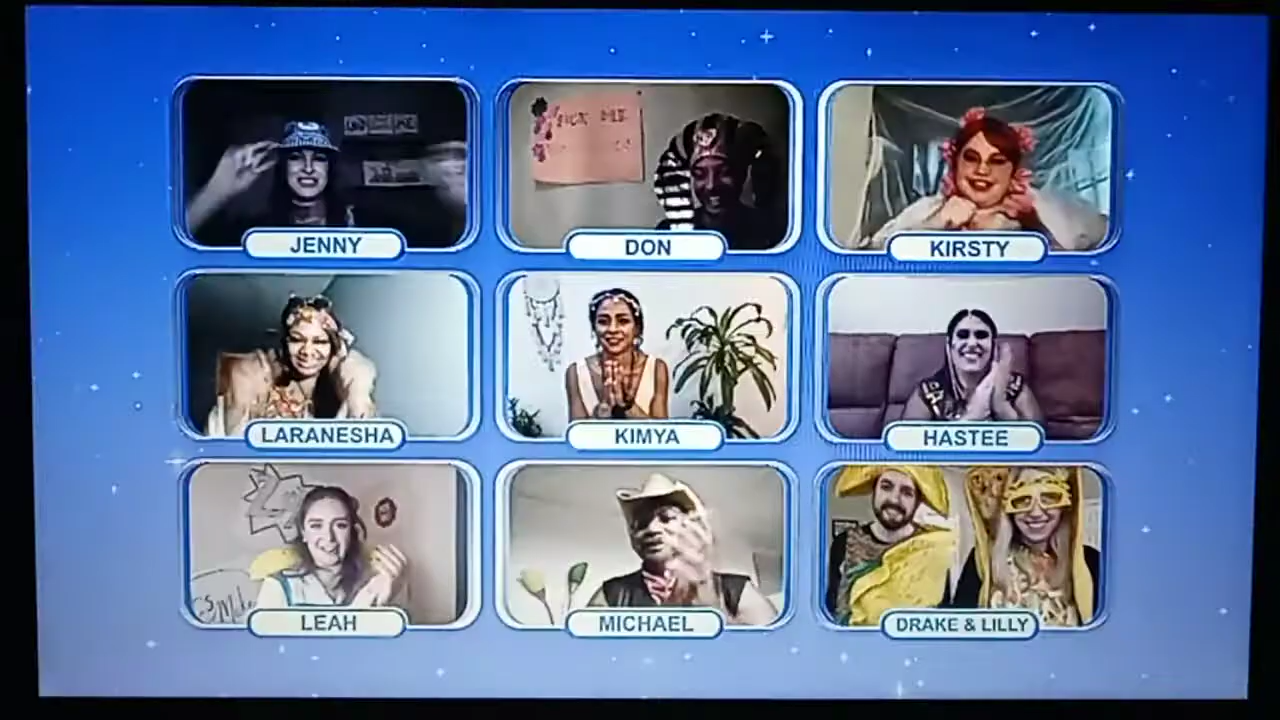 JENNY
DON
KIRSTY
LARANESHA
KIMYA
HASTEE
LEAH
MICHAEL
DRAKE & LILLY